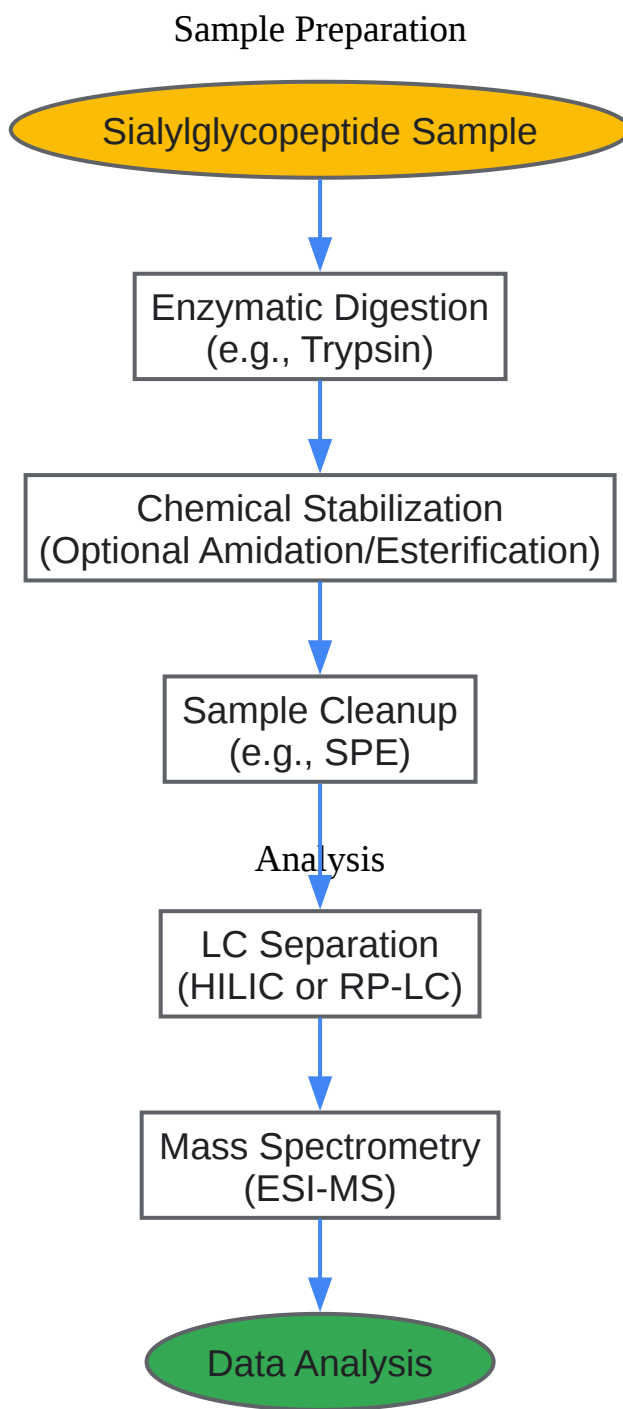 Sample Preparation
Sialylglycopeptide Sample
Enzymatic Digestion
(e.g., Trypsin)
Chemical Stabilization
(Optional Amidation/Esterification)
Sample Cleanup
(e.g., SPE)
Analysis
LC Separation
(HILIC or RP-LC)
Mass Spectrometry
(ESI-MS)
Data Analysis